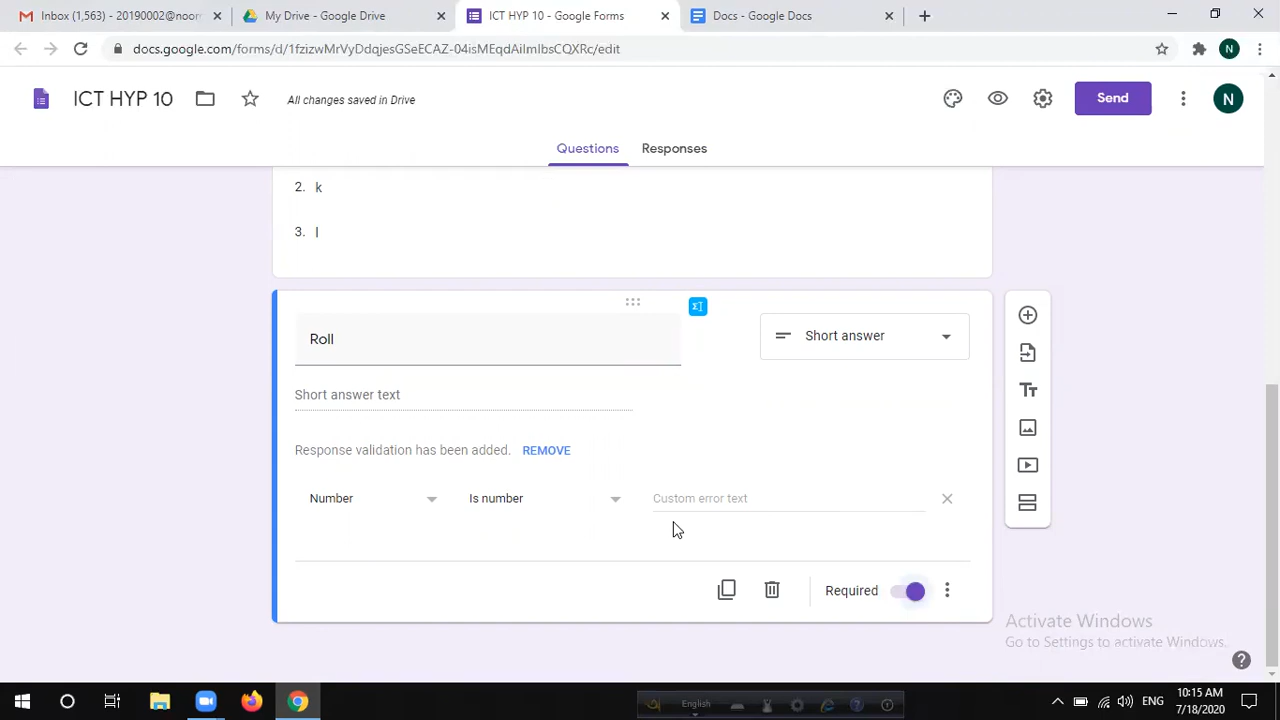 Inbox (1,563) - 20190002@noor
My Drive - Google Drive
ICT HYP 10 - Google Forms
Docs - Google Docs
docs.google.com/forms/d/1fzizwMrVyDdqjesGSeECAZ-04isMEqdAilmlbsCQXRc/edit
N
ICT HYP 10
All changes saved in Drive
Send
N
Questions
Responses
2. k
3. l
Roll
Short answer
Short answer text
Response validation has been added. REMOVE
Number
Is number
Custom error text
Required
Activate Windows
Go to Settings to activate Windows.
English
ENG
10:15 AM
7/18/2020